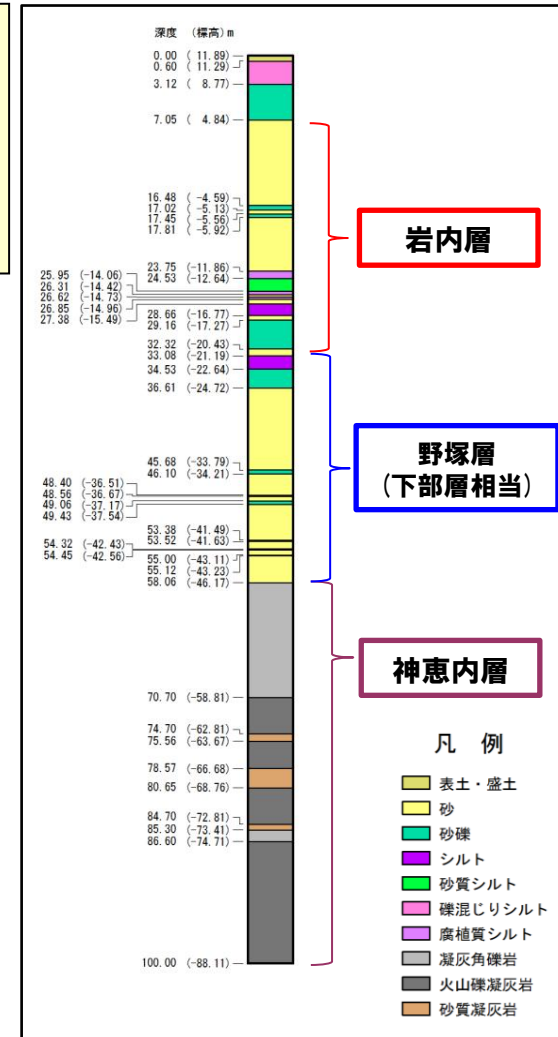 深度 (標高)m
0.00 ( 11.89)
0.60 ( 11.29)
3.12 ( 8.77)
7.05 ( 4.84)
16.48 ( -4.59)
17.02 ( -5.13)
17.45 ( -5.56)
17.81 ( -5.92)
23.75 (-11.86)
24.53 (-12.64)
25.95 (-14.06)
26.31 (-14.42)
26.62 (-14.73)
26.85 (-14.96)
27.38 (-15.49)
28.66 (-16.77)
29.16 (-17.27)
32.32 (-20.43)
33.08 (-21.19)
34.53 (-22.64)
36.61 (-24.72)
45.68 (-33.79)
46.10 (-34.21)
48.40 (-36.51)
48.56 (-36.67)
49.06 (-37.17)
49.43 (-37.54)
53.38 (-41.49)
53.52 (-41.63)
54.32 (-42.43)
54.45 (-42.56)
55.00 (-43.11)
55.12 (-43.23)
58.06 (-46.17)
70.70 (-58.81)
74.70 (-62.81)
75.56 (-63.67)
78.57 (-66.68)
80.65 (-68.76)
84.70 (-72.81)
85.30 (-73.41)
86.60 (-74.71)
100.00 (-88.11)
岩内層
野塚層
(下部層相当)
神恵内層
凡 例
表土・盛土
砂
砂礫
シルト
砂質シルト
礫混じりシルト
腐植質シルト
凝灰角礫岩
火山礫凝灰岩
砂質凝灰岩